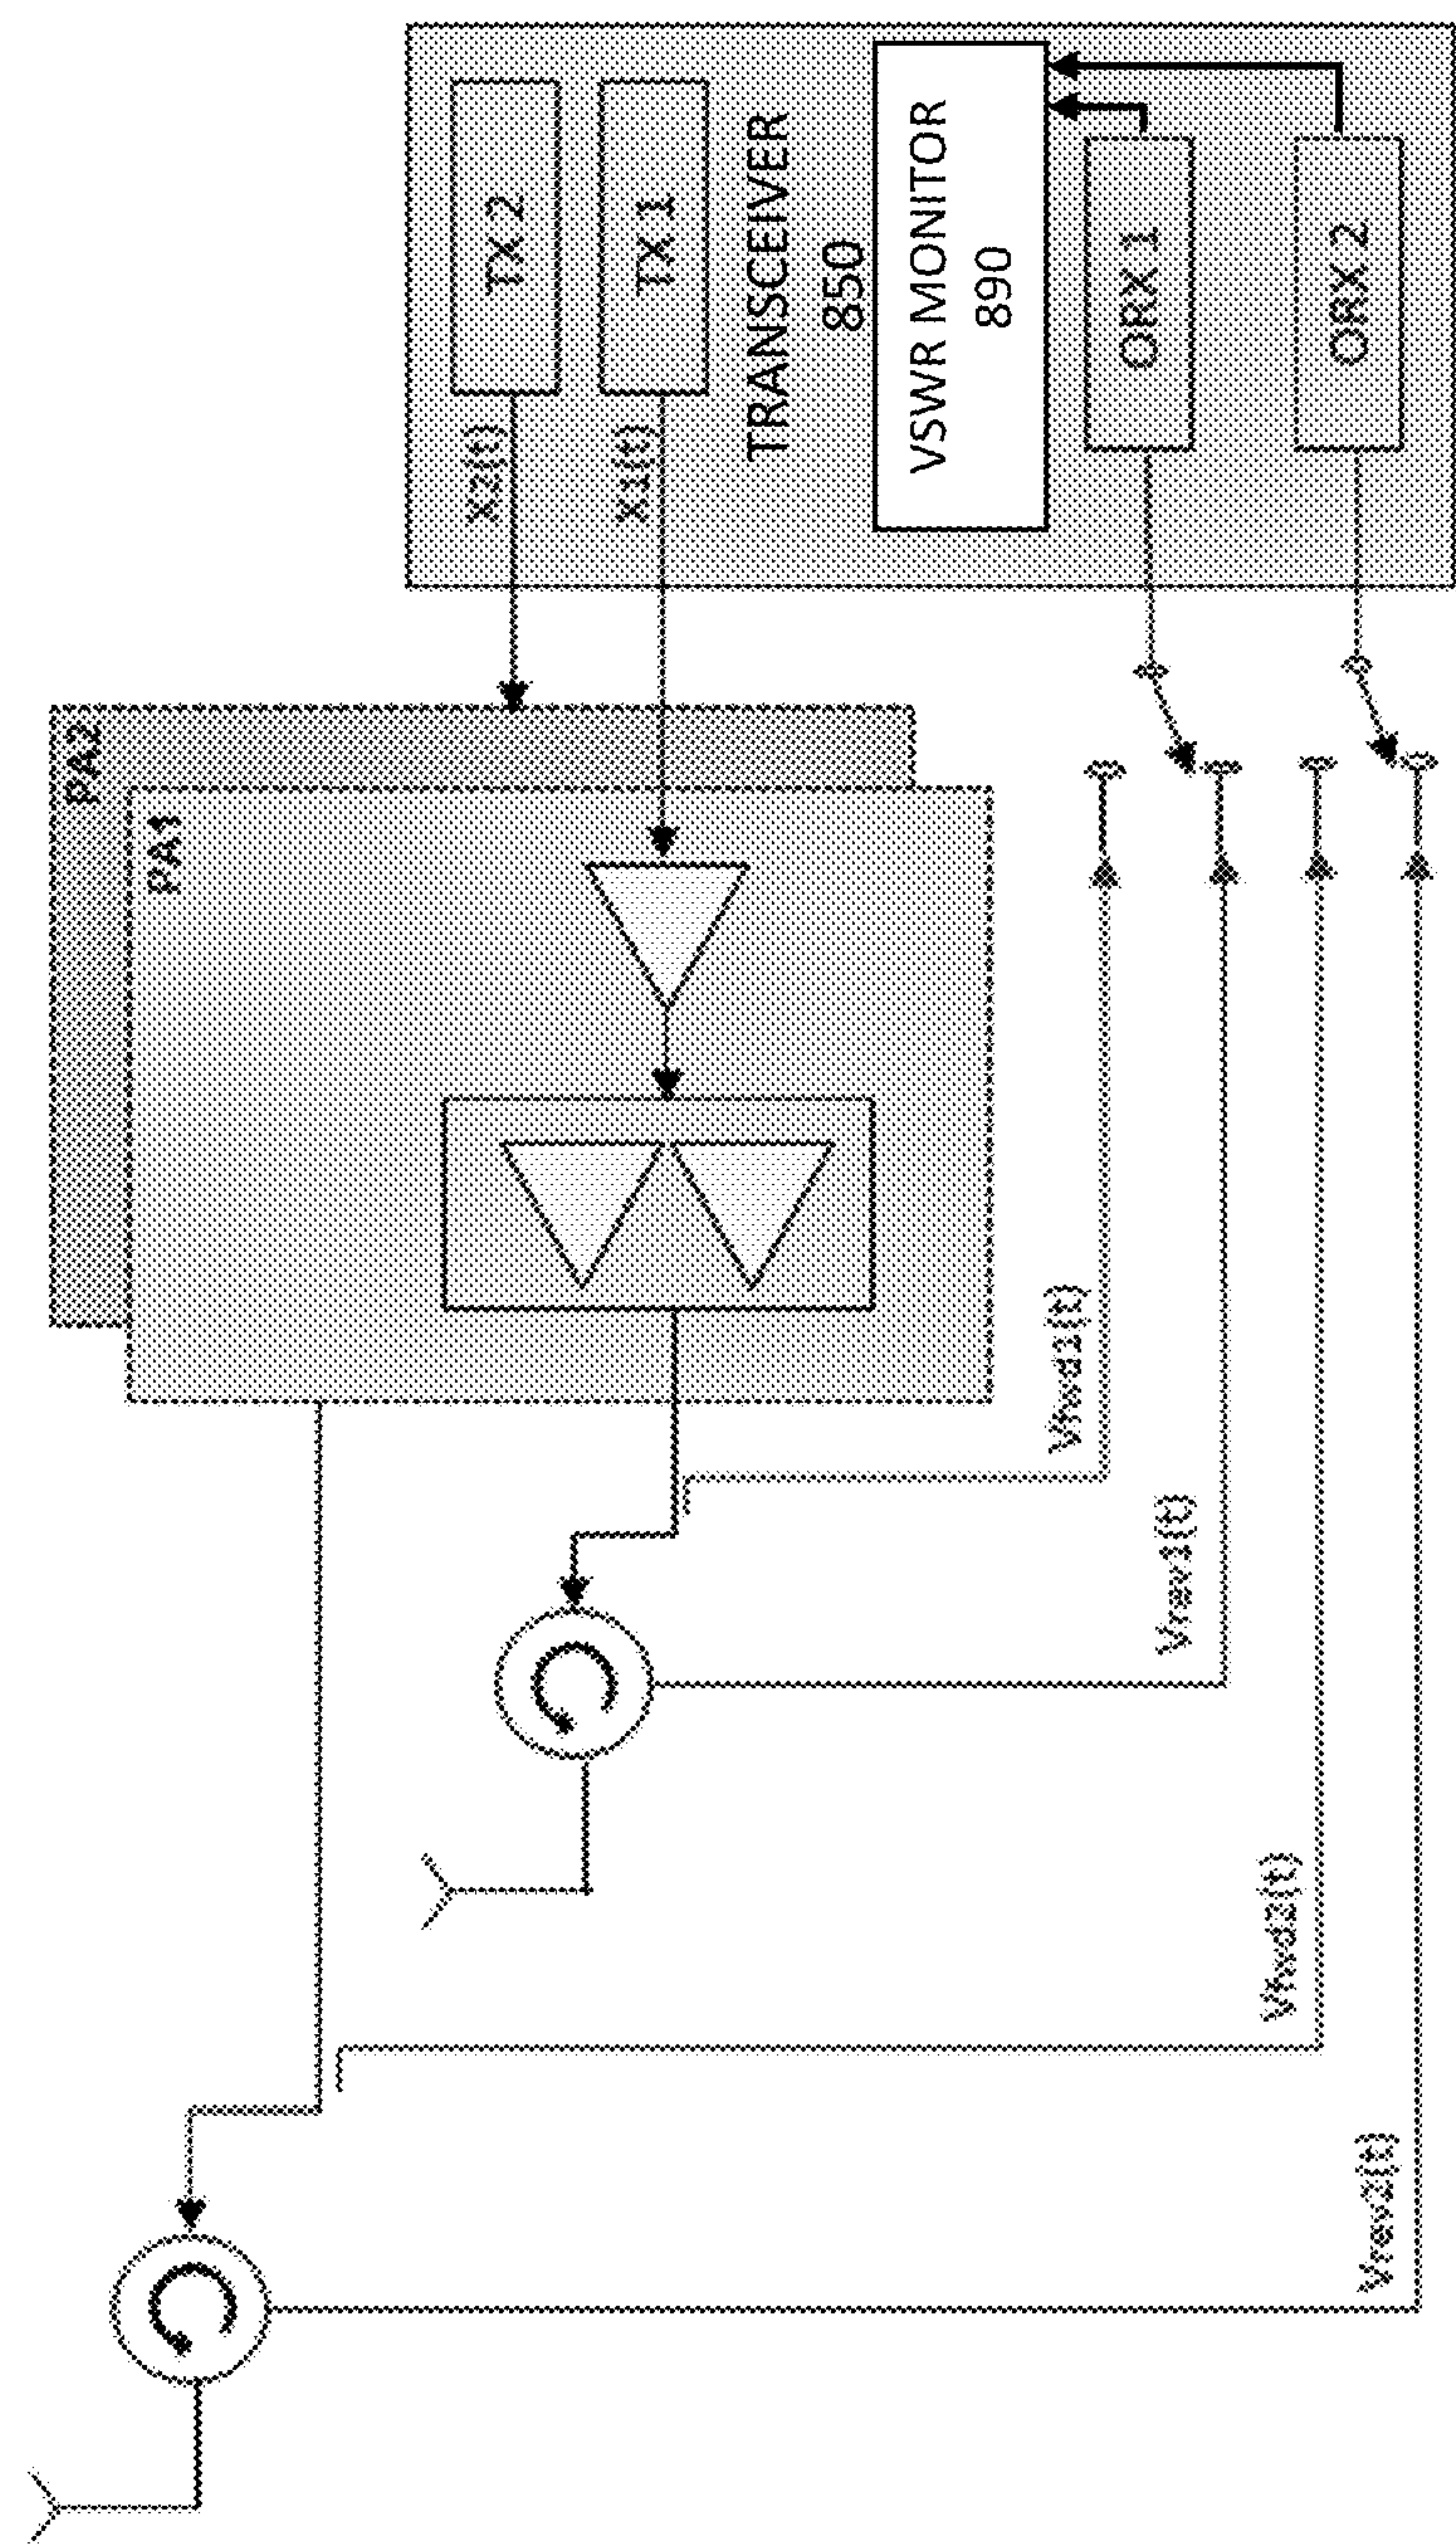 TX 2
X2(t)
TX 1
X1(t)
TRANSCEIVER
850
VSWR MONITOR
890
ORX 1
ORX 2
PA2
PA1
Vfwd1(t)
Vrev1(t)
Vfwd2(t)
Vrev2(t)